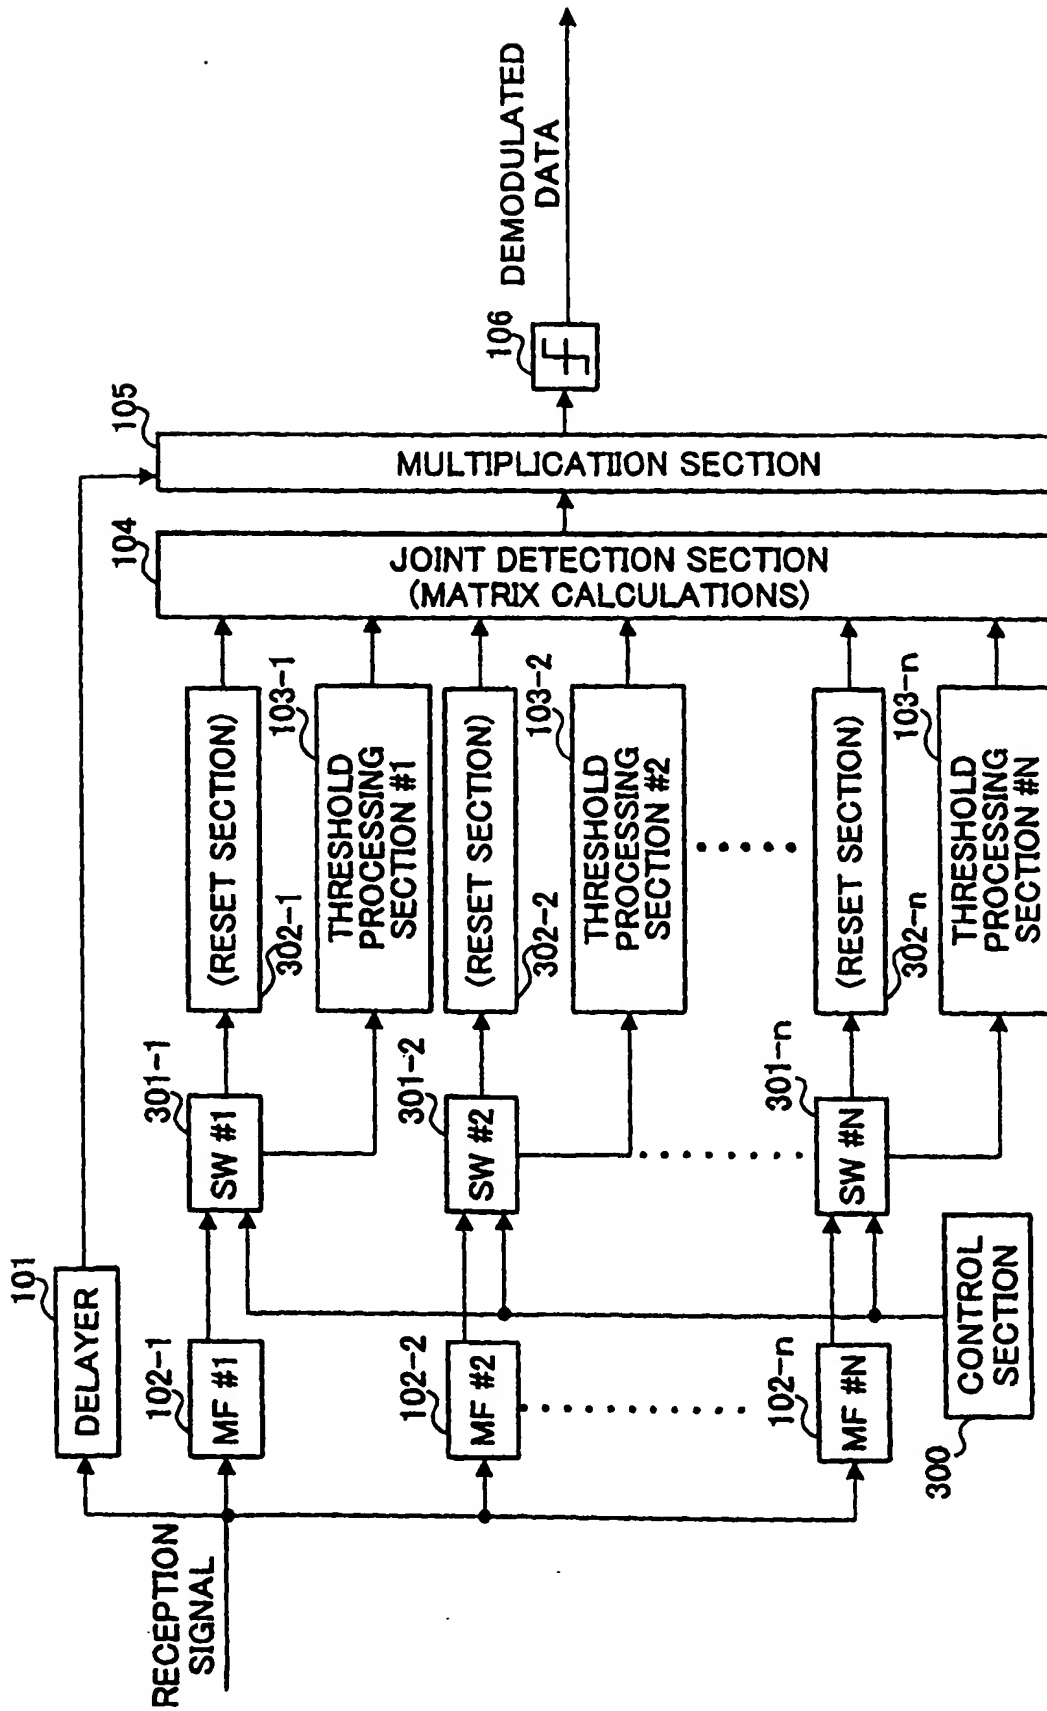 RECEPTION
SIGNAL
101
DELAYER
102-1
MF #1
102-2
MF #2
102-n
MF #N
300
CONTROL
SECTION
301-1
SW #1
301-2
SW #2
301-n
SW #N
(RESET SECTION)
302-1
103-1
THRESHOLD
PROCESSING
SECTION #1
(RESET SECTION)
302-2
103-2
THRESHOLD
PROCESSING
SECTION #2
(RESET SECTION)
302-n
103-n
THRESHOLD
PROCESSING
SECTION #N
104
JOINT DETECTION SECTION
(MATRIX CALCULATIONS)
105
MULTIPLICATIION SECTION
106
DEMODULATED
DATA